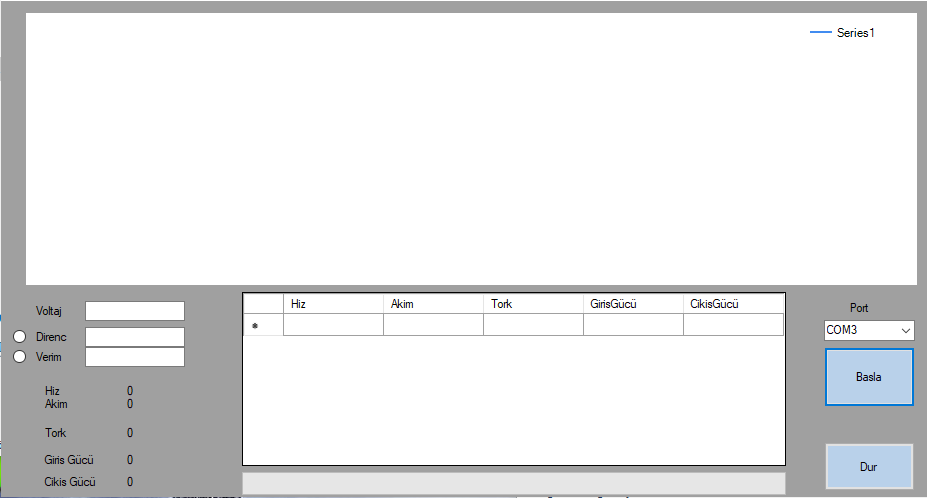 Series1
Voltaj
Direnc
Verim
Hiz 0
Akim 0
Tork 0
Giris Gücü 0
Cikis Gücü 0
Hiz Akim Tork GirisGücü CikisGücü
*
Port
COM3
Basla
Dur